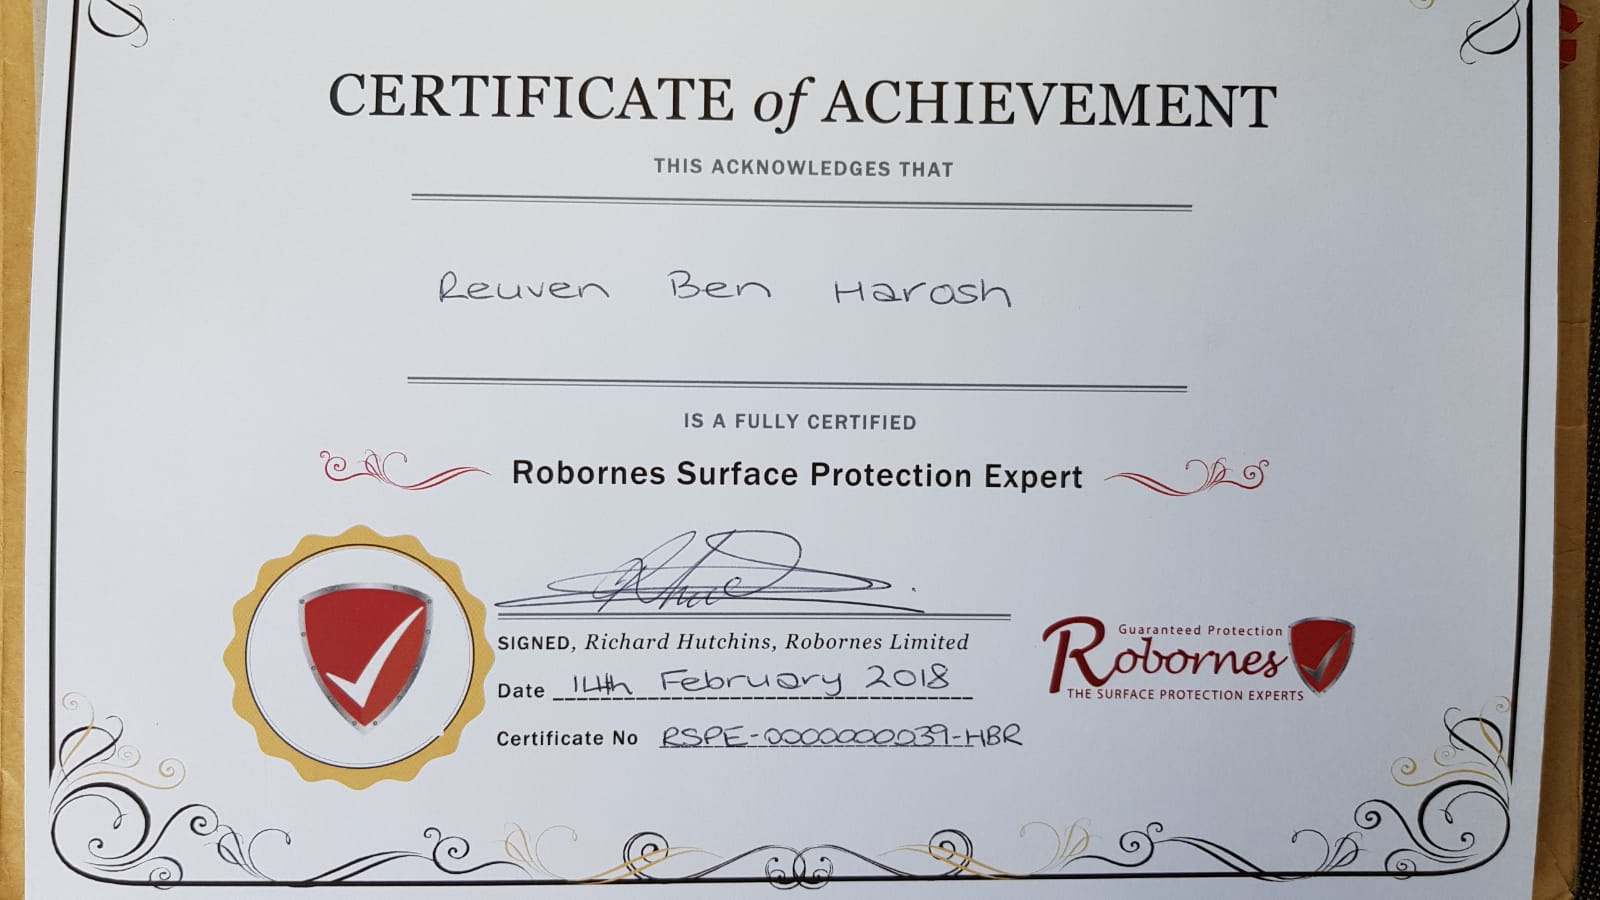 CERTIFICATE of ACHIEVEMENT
THIS ACKNOWLEDGES THAT
Reuven Ben Harosh
IS A FULLY CERTIFIED
Robornes Surface Protection Expert
SIGNED, Richard Hutchins, Robornes Limited
Date 14th February 2018
Certificate No RSPE-0000000039-HBR
Guaranteed Protection
Robornes
THE SURFACE PROTECTION EXPERTS